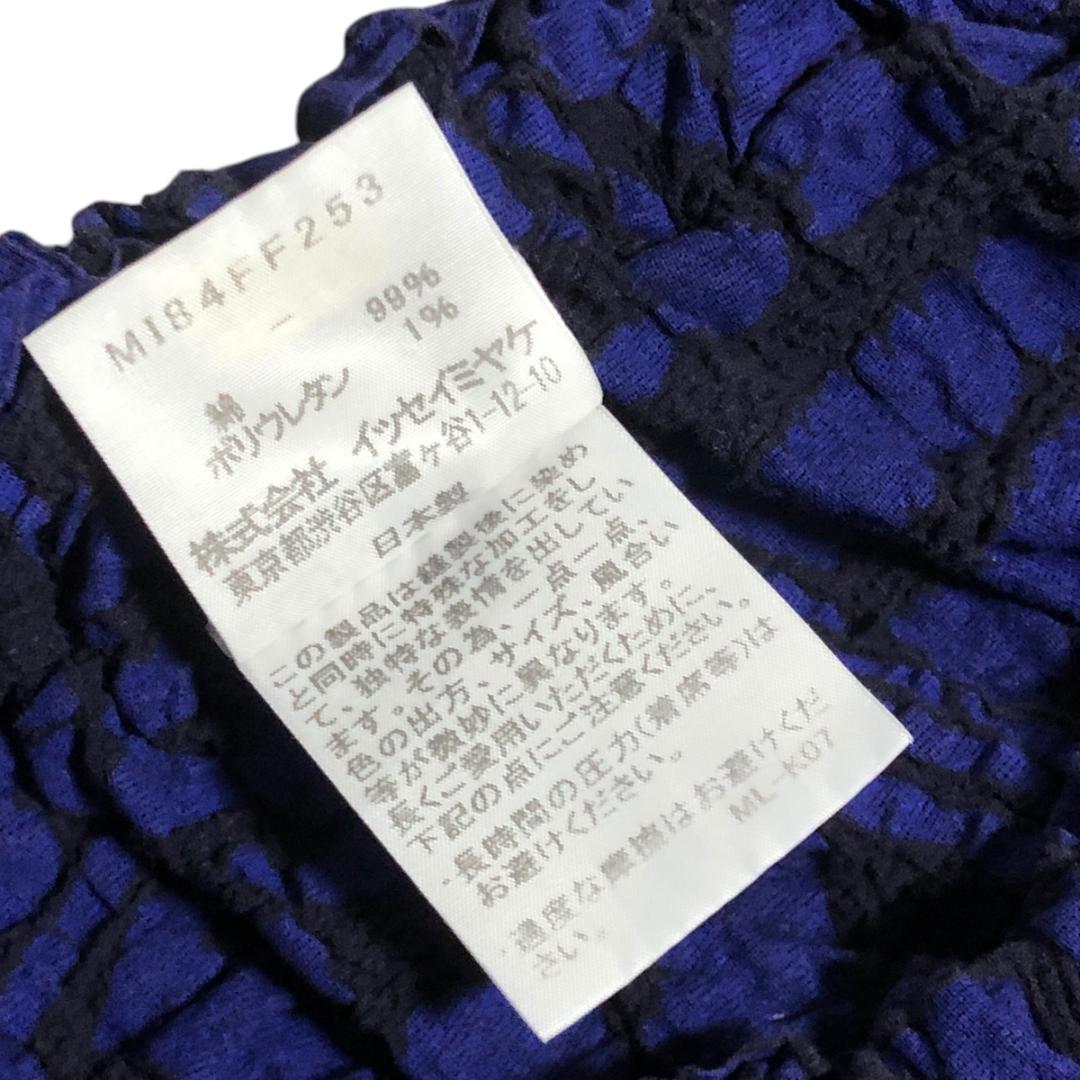 MI84FF253
－
綿 99%
ポリウレタン 1%
株式会社 イッセイミヤケ
東京都渋谷区富ヶ谷1-12-10
日本製
この製品は縫製後に染め
と同時に特殊な加工をし
て、独特な表情を出してい
ます。その為、一点一点、
色の出方、サイズ、風合い
等が微妙に異なります。
長くご愛用いただくために、
下記の点にご注意ください。
・長時間の圧力(着席等)は
お避けください。
・過度な摩擦はお避けくだ
さい。
ML-K07